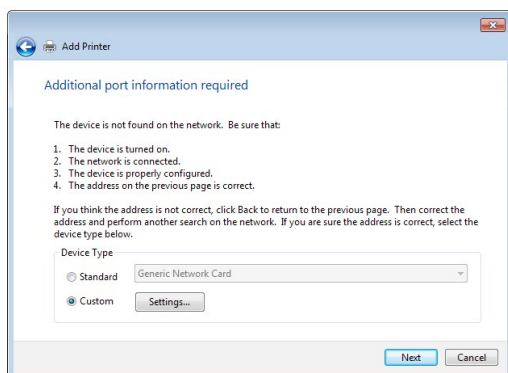 Add Printer
Additional port information required
The device is not found on the network. Be sure that:
1. The device is turned on.
2. The network is connected.
3. The device is properly configured.
4. The address on the previous page is correct.
If you think the address is not correct, click Back to return to the previous page. Then correct the
address and perform another search on the network. If you are sure the address is correct, select the
device type below.
Device Type
Standard Generic Network Card
Custom Settings...
Next Cancel